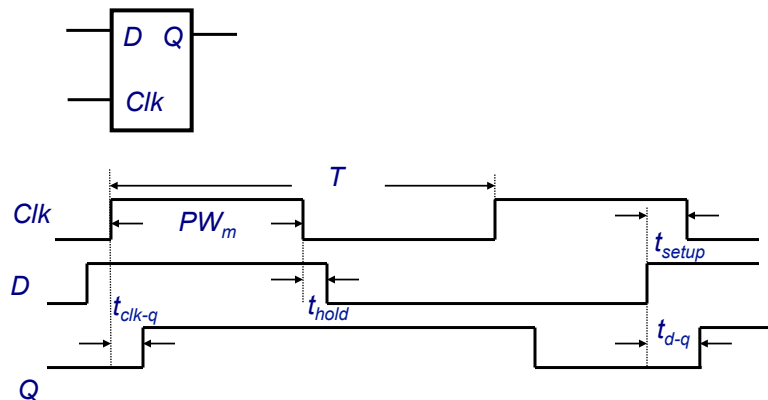 D Q
Clk
T
Clk
PWm
tsetup
D
tclk-q
thold
td-q
Q